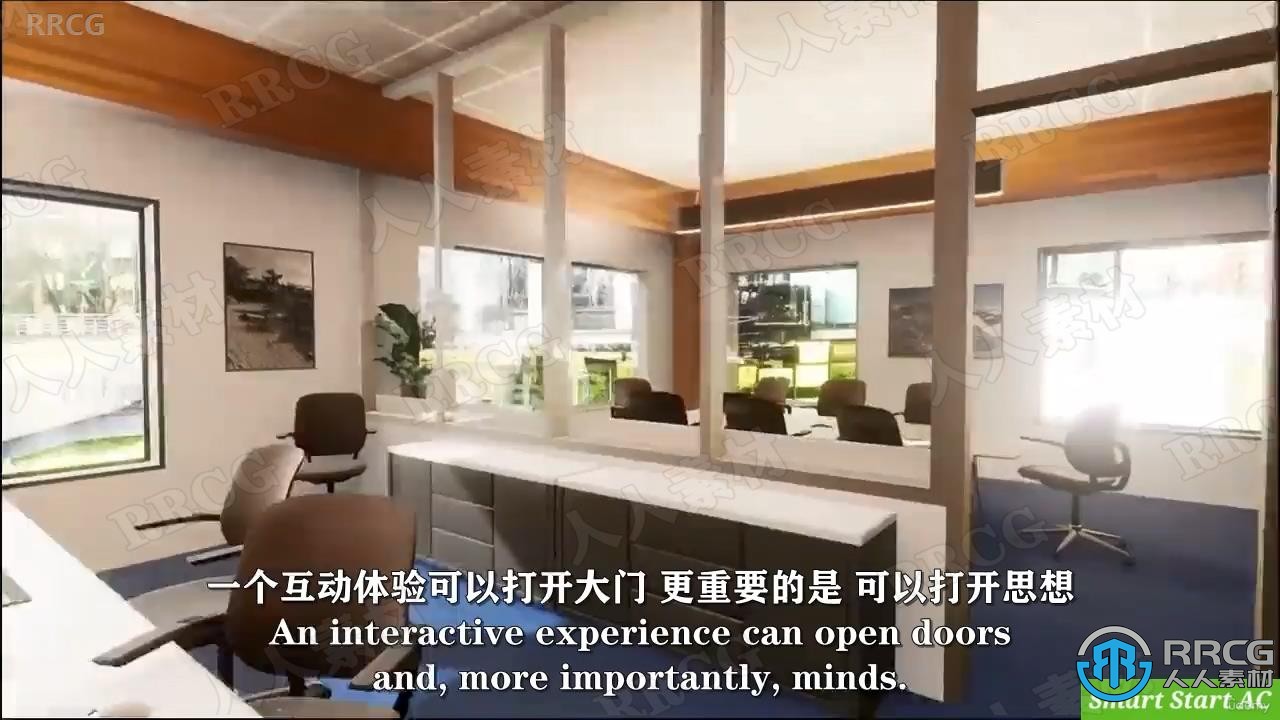 RRCG
一个互动体验可以打开大门 更重要的是 可以打开思想
An interactive experience can open doors
and, more importantly, minds.
RRCG
人人素材
Smart Start AC
ûdemy